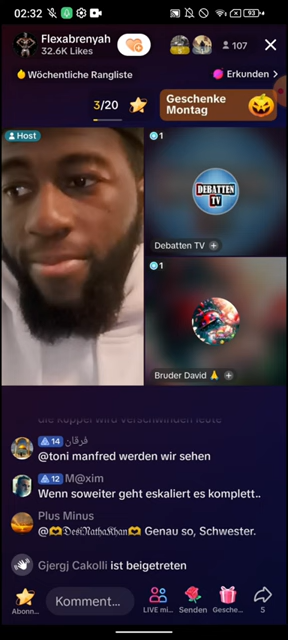 02:32
93
Flexabrenyah
32.6K Likes
107
Wöchentliche Rangliste
Erkunden >
3/20
Geschenke
Montag
Host
1
DEBATTEN
TV
Debatten TV
1
Bruder David 🙏
die kuppel wird verschwinden leute
14 فرقان
@toni manfred werden wir sehen
12 M@xim
Wenn soweiter geht eskaliert es komplett..
Plus Minus
@🫶𝔇𝔢𝔰𝔦ℜ𝔞𝔱𝔥𝔞𝔎𝔥𝔞𝔫🫶 Genau so, Schwester.
Gjergj Cakolli ist beigetreten
Abonn...
Komment...
LIVE mi...
Senden
Gesche...
5